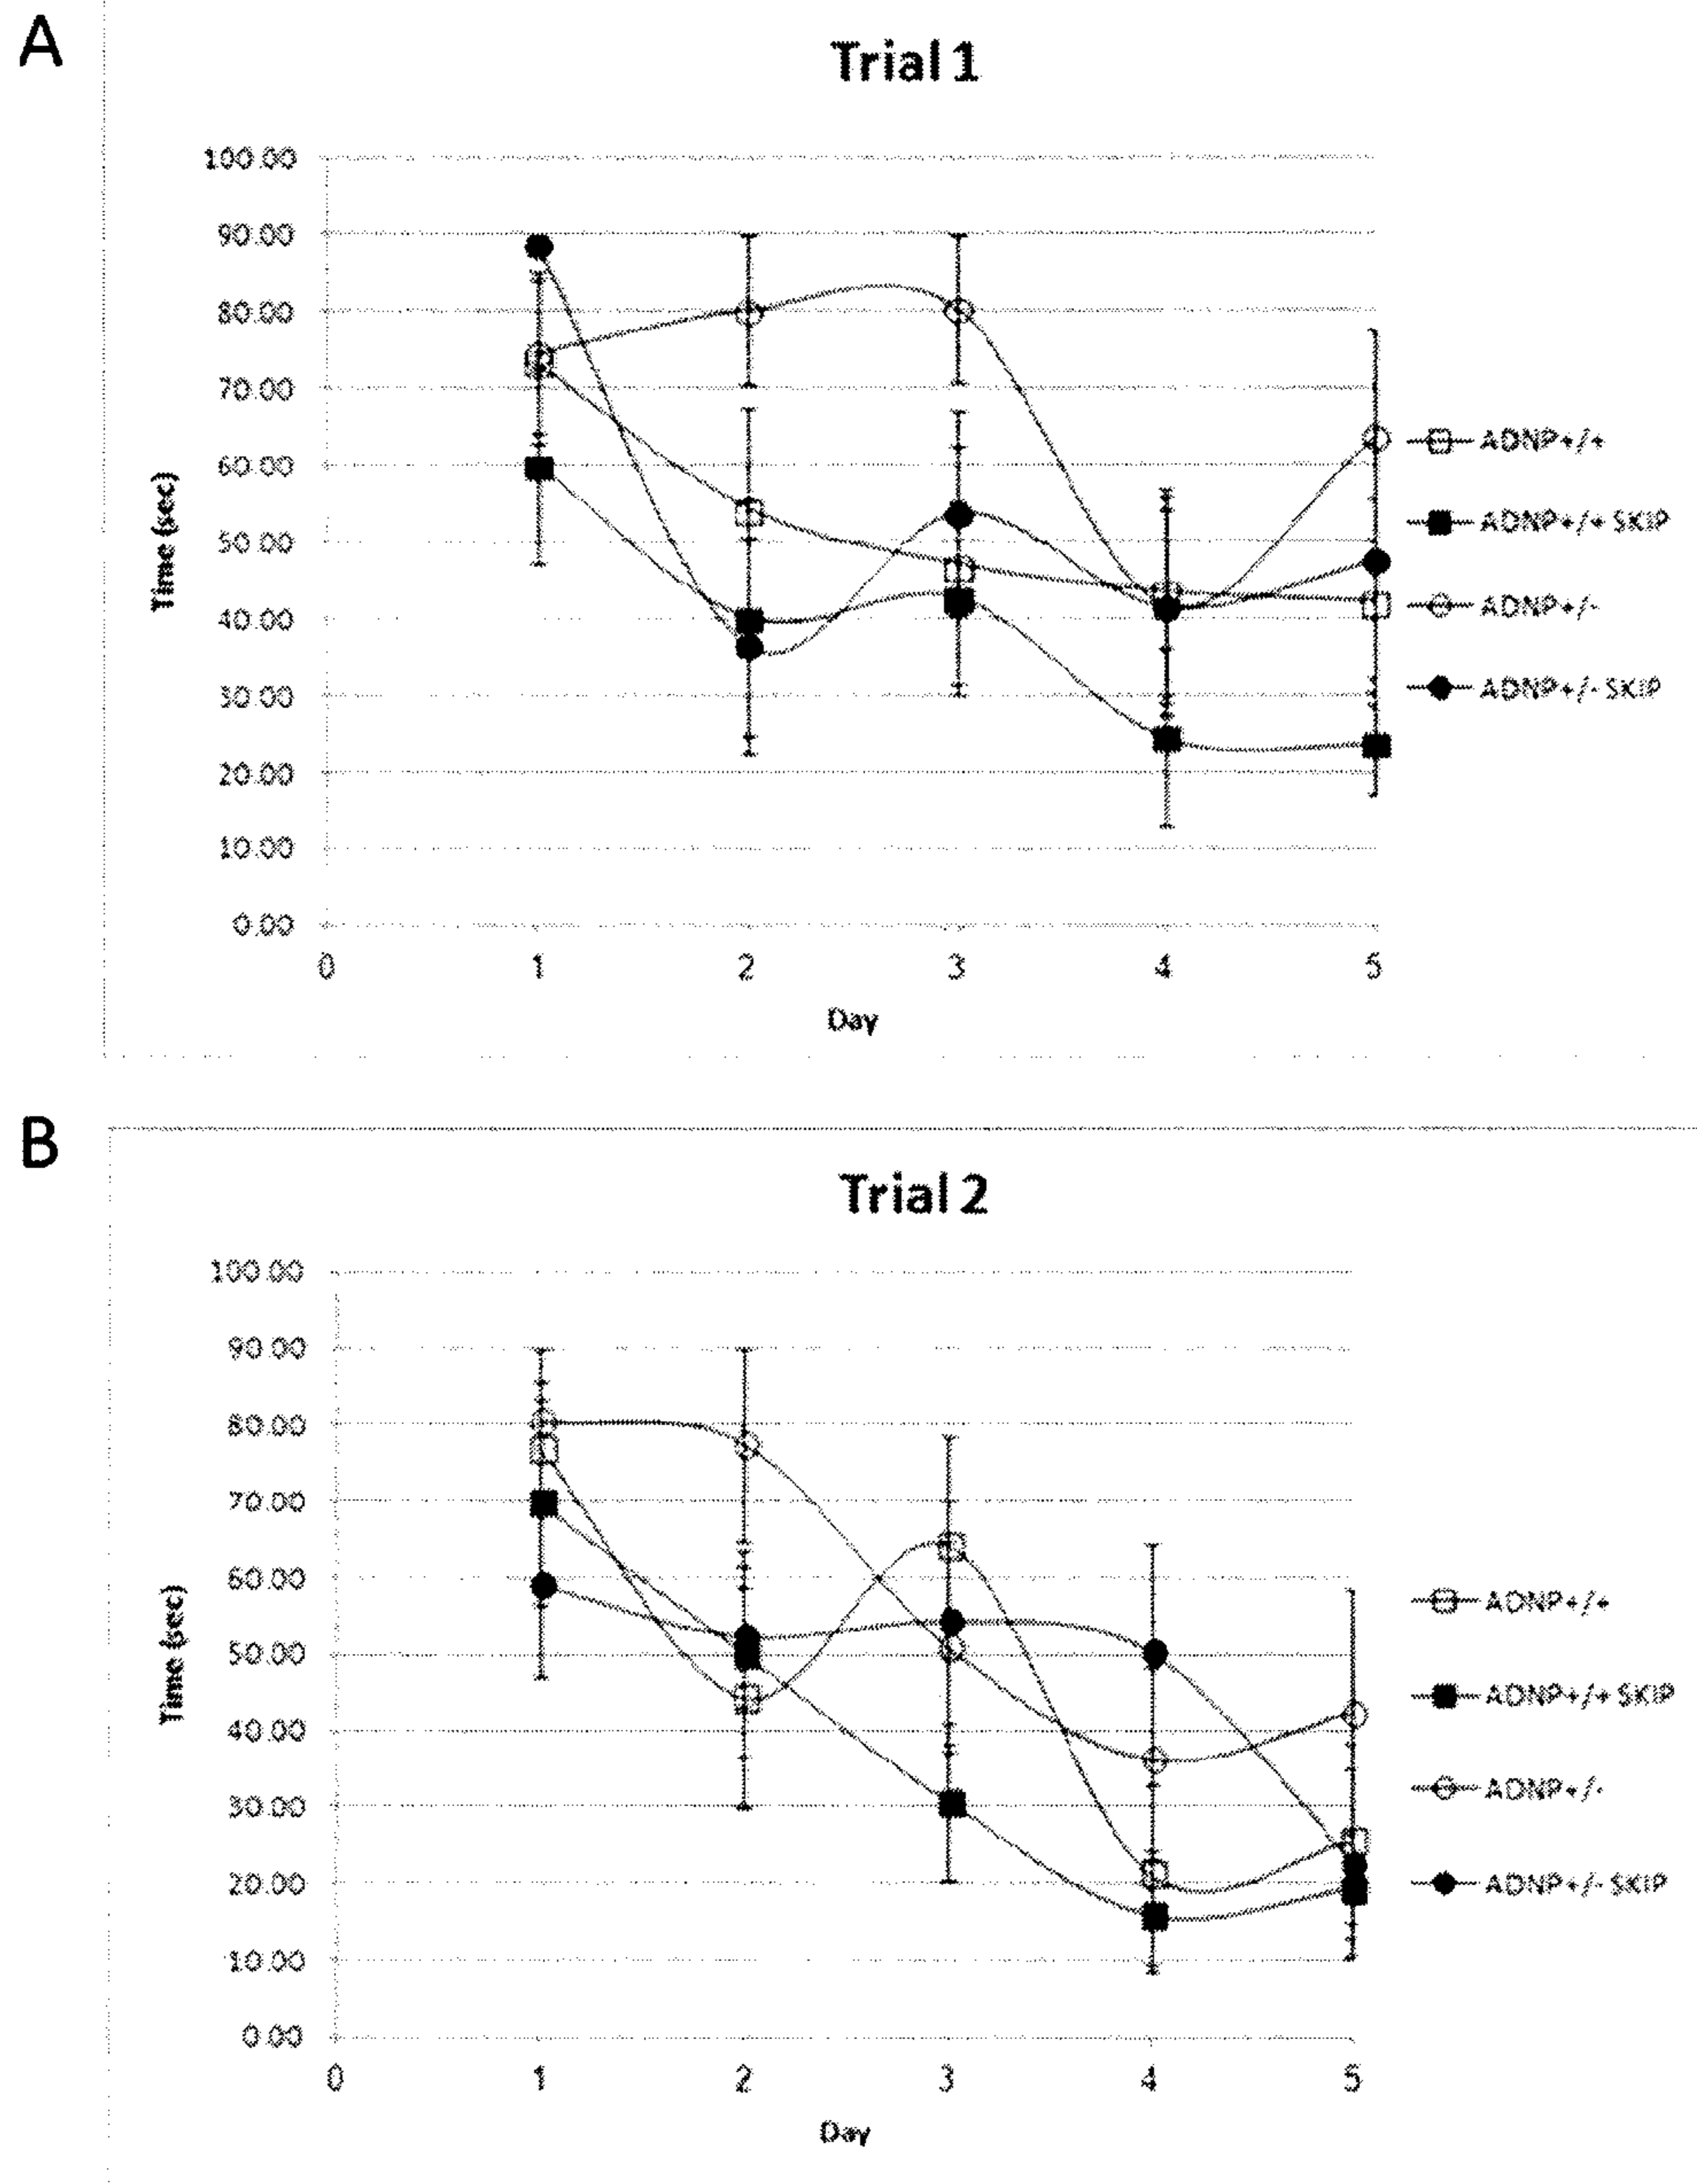 A
Trial 1
100.00
90.00
80.00
70.00
60.00
50.00
40.00
30.00
20.00
10.00
0.00
0 1 2 3 4 5
Time (sec)
Day
ADNP+/+
ADNP+/+ SKIP
ADNP+/-
ADNP+/- SKIP
B
Trial 2
100.00
90.00
80.00
70.00
60.00
50.00
40.00
30.00
20.00
10.00
0.00
0 1 2 3 4 5
Time (sec)
Day
ADNP+/+
ADNP+/+ SKIP
ADNP+/-
ADNP+/- SKIP